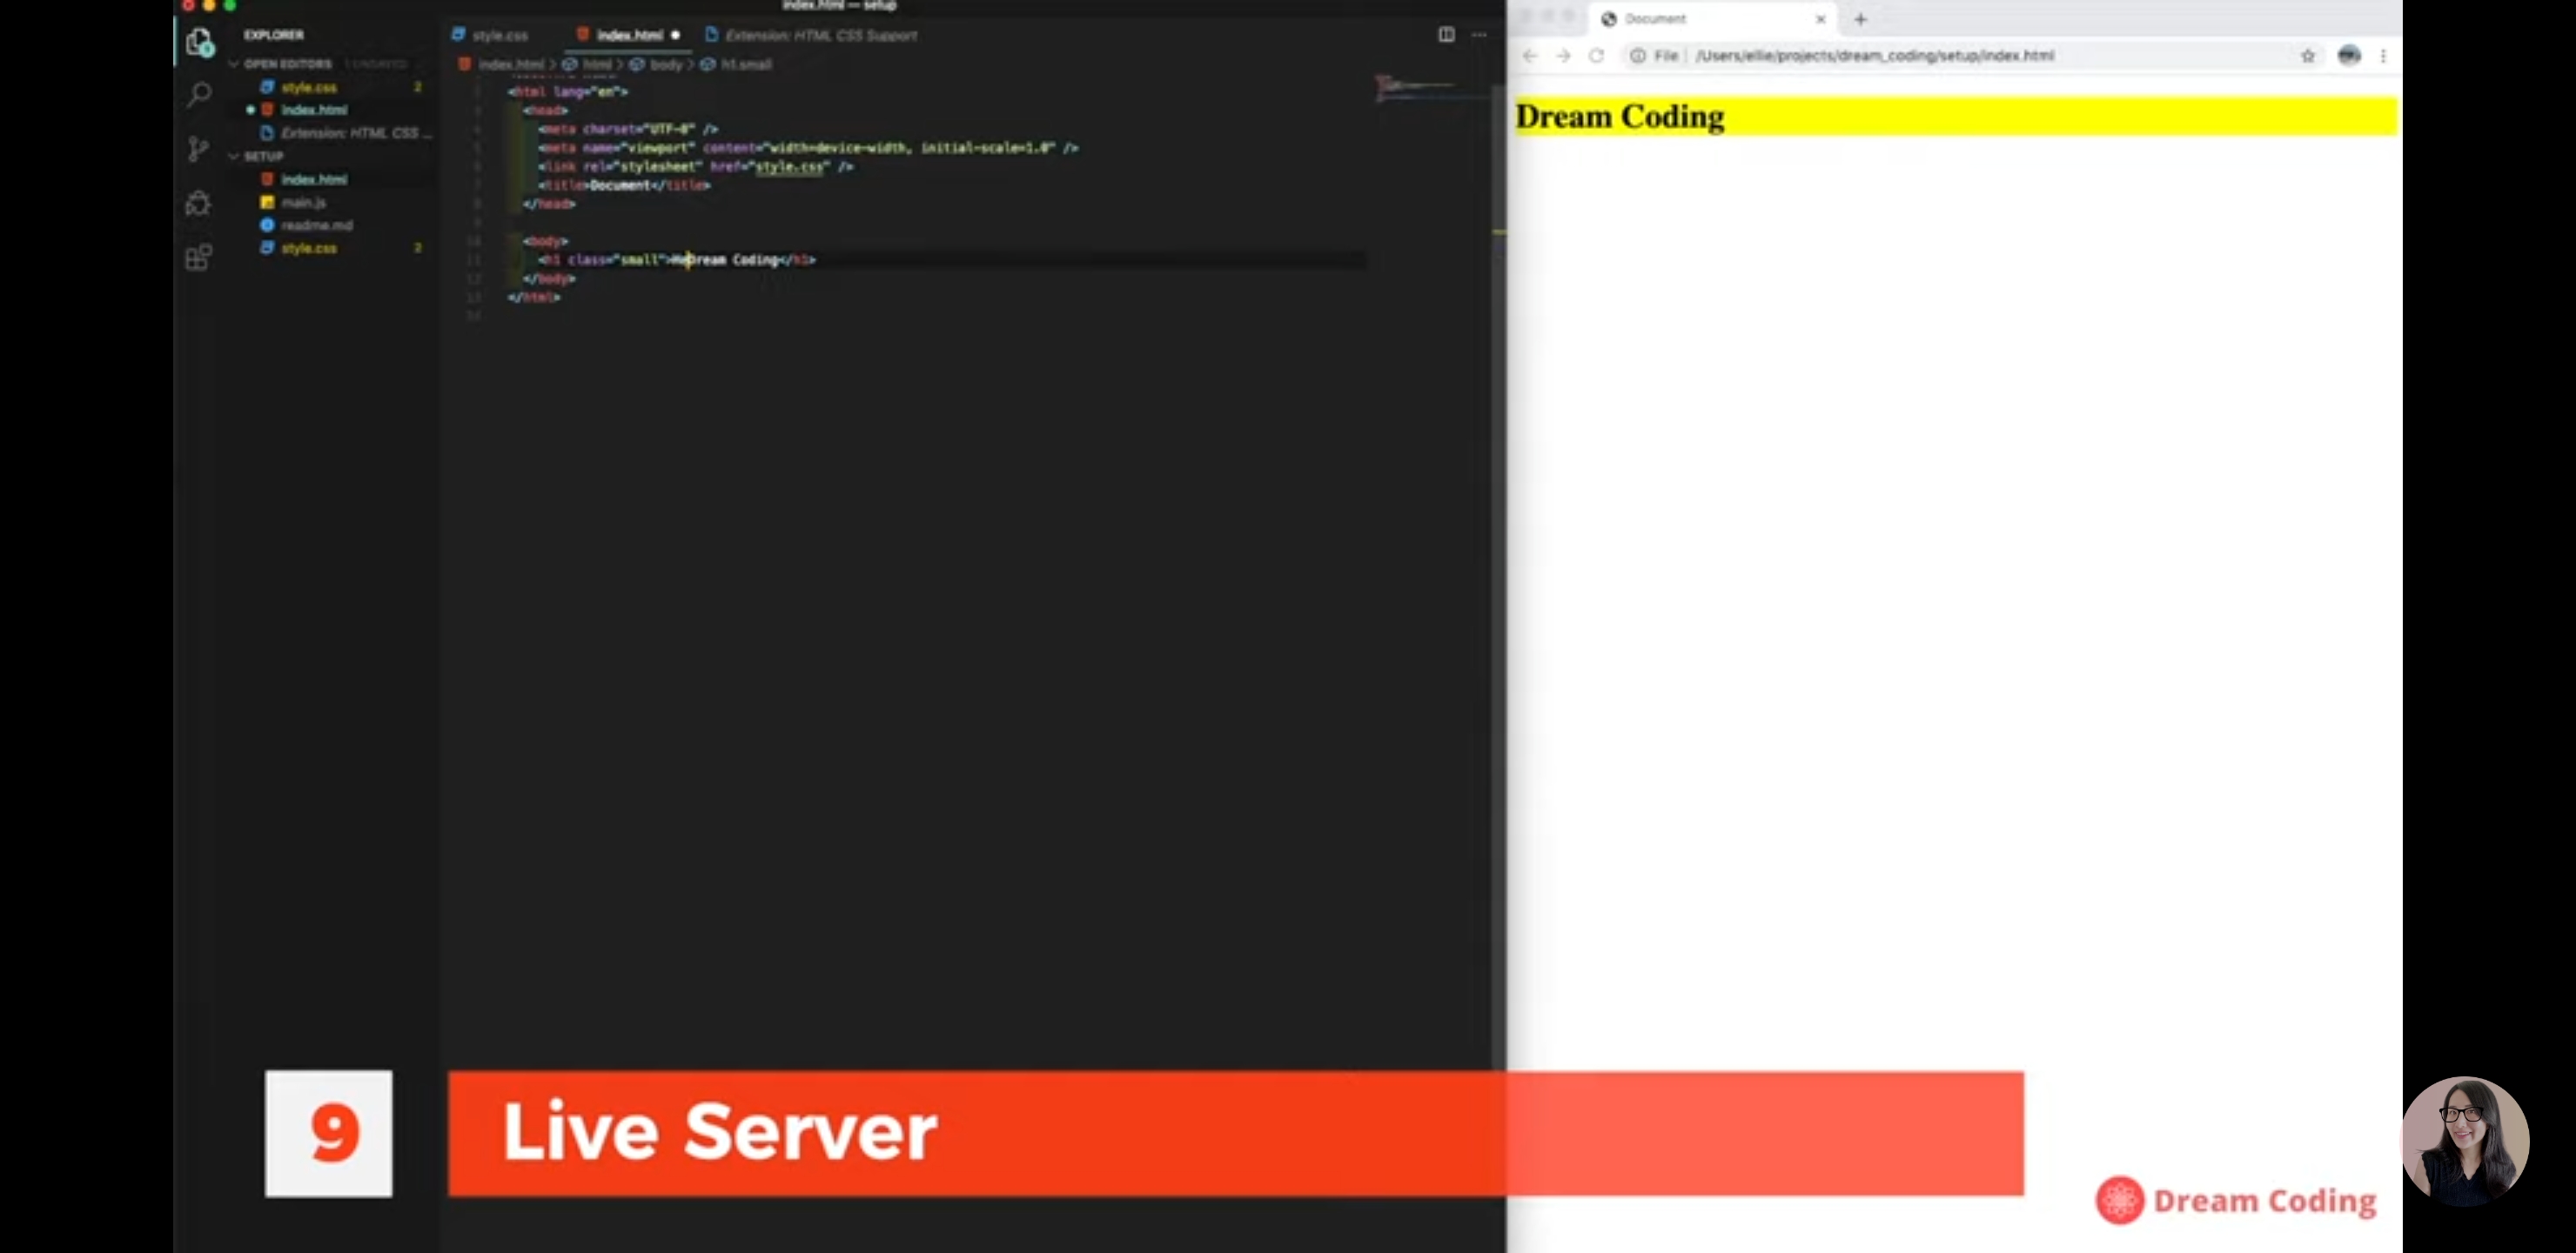 index.html — setup
EXPLORER
OPEN EDITORS 1 UNSAVED
style.css 2
index.html
Extension: HTML CSS ...
SETUP
index.html
main.js
readme.md
style.css 2
style.css index.html Extension: HTML CSS Support
index.html > html > body > h1.small
<html lang="en">
<head>
<meta charset="UTF-8" />
<meta name="viewport" content="width=device-width, initial-scale=1.0" />
<link rel="stylesheet" href="style.css" />
<title>Document</title>
</head>
<body>
<h1 class="small">HeDream Coding</h1>
</body>
</html>
Document
File /Users/ellie/projects/dream_coding/setup/index.html
Dream Coding
9 Live Server
Dream Coding